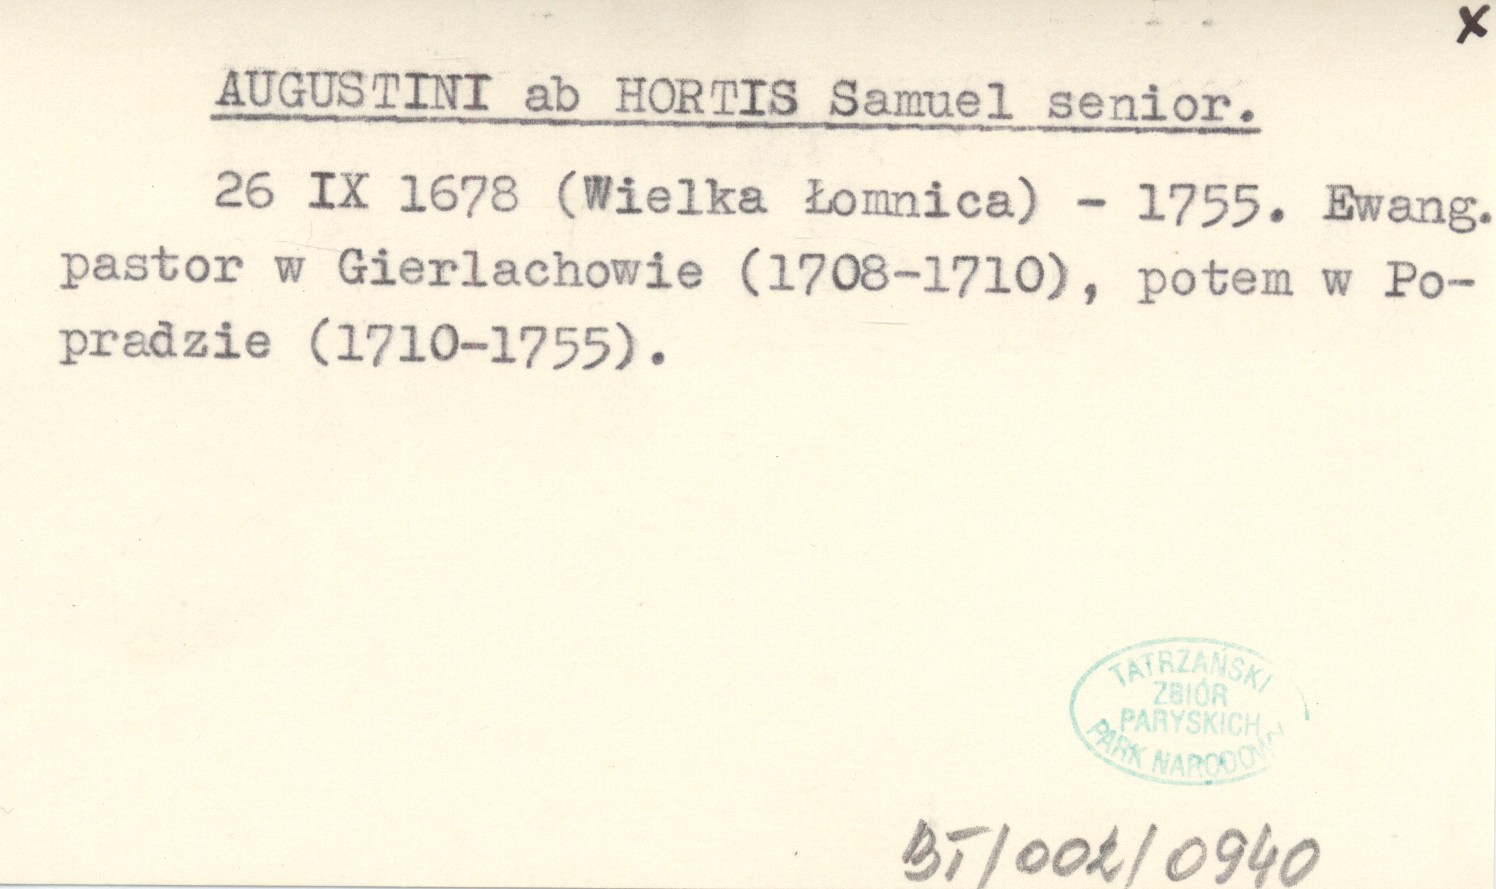 x
AUGUSTINI ab HORTIS Samuel senior.
26 IX 1678 (Wielka Łomnica) - 1755. Ewang.
pastor w Gierlachowie (1708-1710), potem w Po-
pradzie (1710-1755).
TATRZAŃSKI
ZBIÓR
PARYSKICH
PARK NARODOWY
BT/002/0940